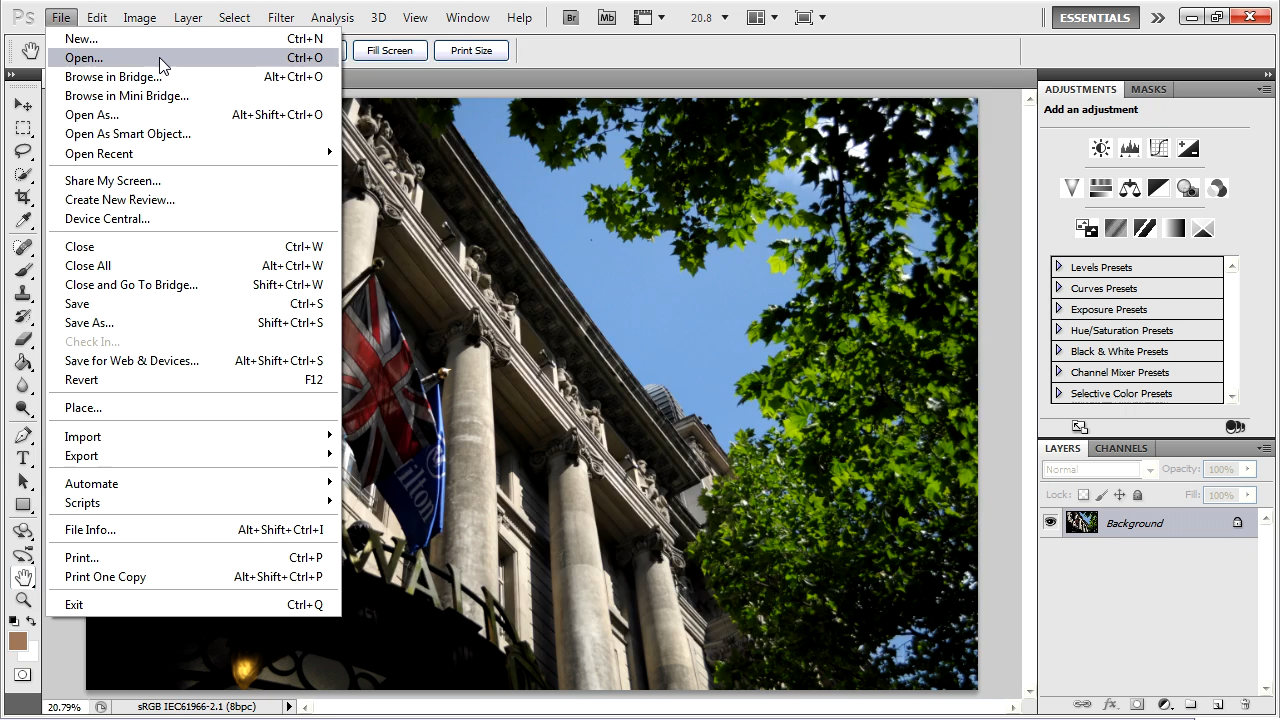 Ps File Edit Image Layer Select Filter Analysis 3D View Window Help Br Mb 20.8 ESSENTIALS
Fill Screen Print Size
New... Ctrl+N
Open... Ctrl+O
Browse in Bridge... Alt+Ctrl+O
Browse in Mini Bridge...
Open As... Alt+Shift+Ctrl+O
Open As Smart Object...
Open Recent
Share My Screen...
Create New Review...
Device Central...
Close Ctrl+W
Close All Alt+Ctrl+W
Close and Go To Bridge... Shift+Ctrl+W
Save Ctrl+S
Save As... Shift+Ctrl+S
Check In...
Save for Web & Devices... Alt+Shift+Ctrl+S
Revert F12
Place...
Import
Export
Automate
Scripts
File Info... Alt+Shift+Ctrl+I
Print... Ctrl+P
Print One Copy Alt+Shift+Ctrl+P
Exit Ctrl+Q
ilton
ADJUSTMENTS MASKS
Add an adjustment
Levels Presets
Curves Presets
Exposure Presets
Hue/Saturation Presets
Black & White Presets
Channel Mixer Presets
Selective Color Presets
LAYERS CHANNELS
Normal Opacity: 100%
Lock: Fill: 100%
Background
20.79% sRGB IEC61966-2.1 (8bpc)